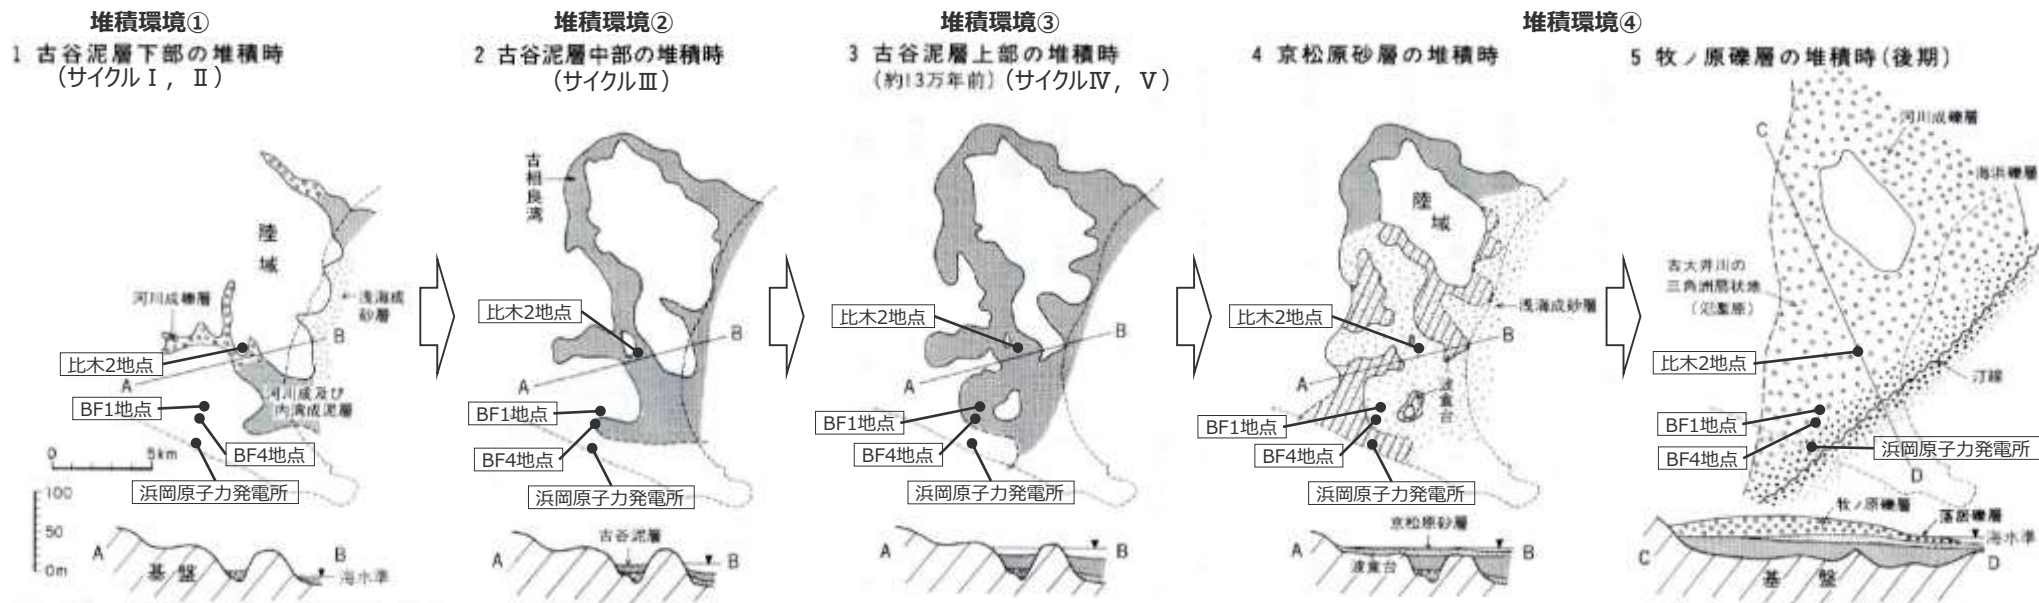 堆積環境①
1 古谷泥層下部の堆積時
(サイクルⅠ, Ⅱ)
陸域
河川成礫層
浅海成砂層
比木2地点
A
B
河川成及び内湾成泥層
BF1地点
BF4地点
浜岡原子力発電所
0
5km
100
50
0m
A
B
基盤
海水準
堆積環境②
2 古谷泥層中部の堆積時
(サイクルⅢ)
古相良湾
比木2地点
A
B
BF1地点
BF4地点
浜岡原子力発電所
古谷泥層
A
B
堆積環境③
3 古谷泥層上部の堆積時
(約13万年前) (サイクルⅣ, Ⅴ)
比木2地点
A
B
BF1地点
BF4地点
浜岡原子力発電所
A
B
堆積環境④
4 京松原砂層の堆積時
陸域
浅海成砂層
比木2地点
A
B
波蝕台
BF1地点
BF4地点
浜岡原子力発電所
京松原砂層
波蝕台
A
B
5 牧ノ原礫層の堆積時(後期)
C
河川成礫層
海浜礫層
古大井川の
三角洲扇状地
(氾濫原)
比木2地点
汀線
BF1地点
BF4地点
浜岡原子力発電所
D
牧ノ原礫層
落居礫層
海水準
C
D
基盤